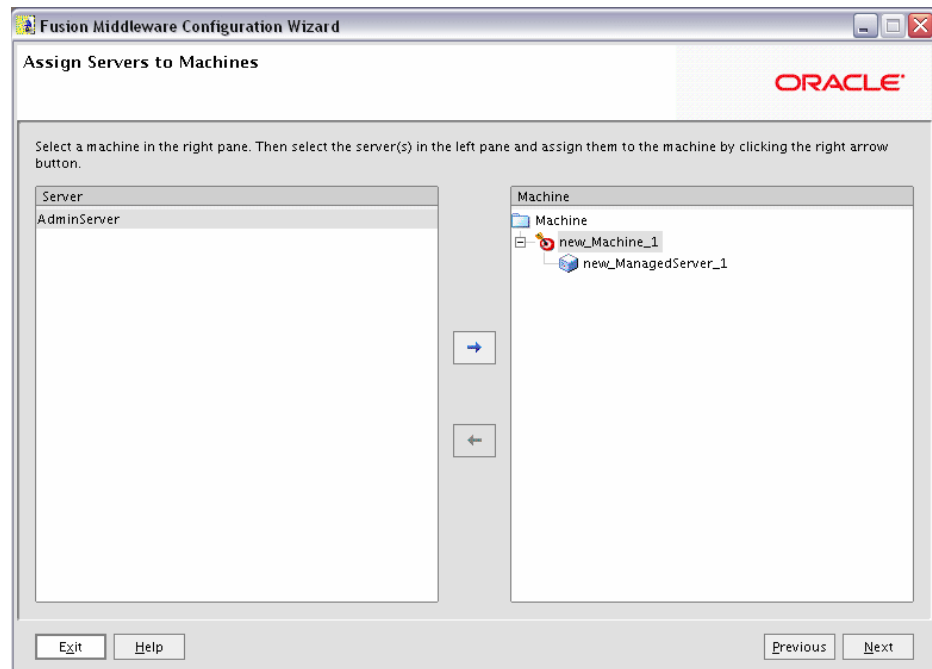 Fusion Middleware Configuration Wizard
Assign Servers to Machines
ORACLE
Select a machine in the right pane. Then select the server(s) in the left pane and assign them to the machine by clicking the right arrow
button.
Server
AdminServer
Machine
Machine
new_Machine_1
new_ManagedServer_1
Exit
Help
Previous
Next